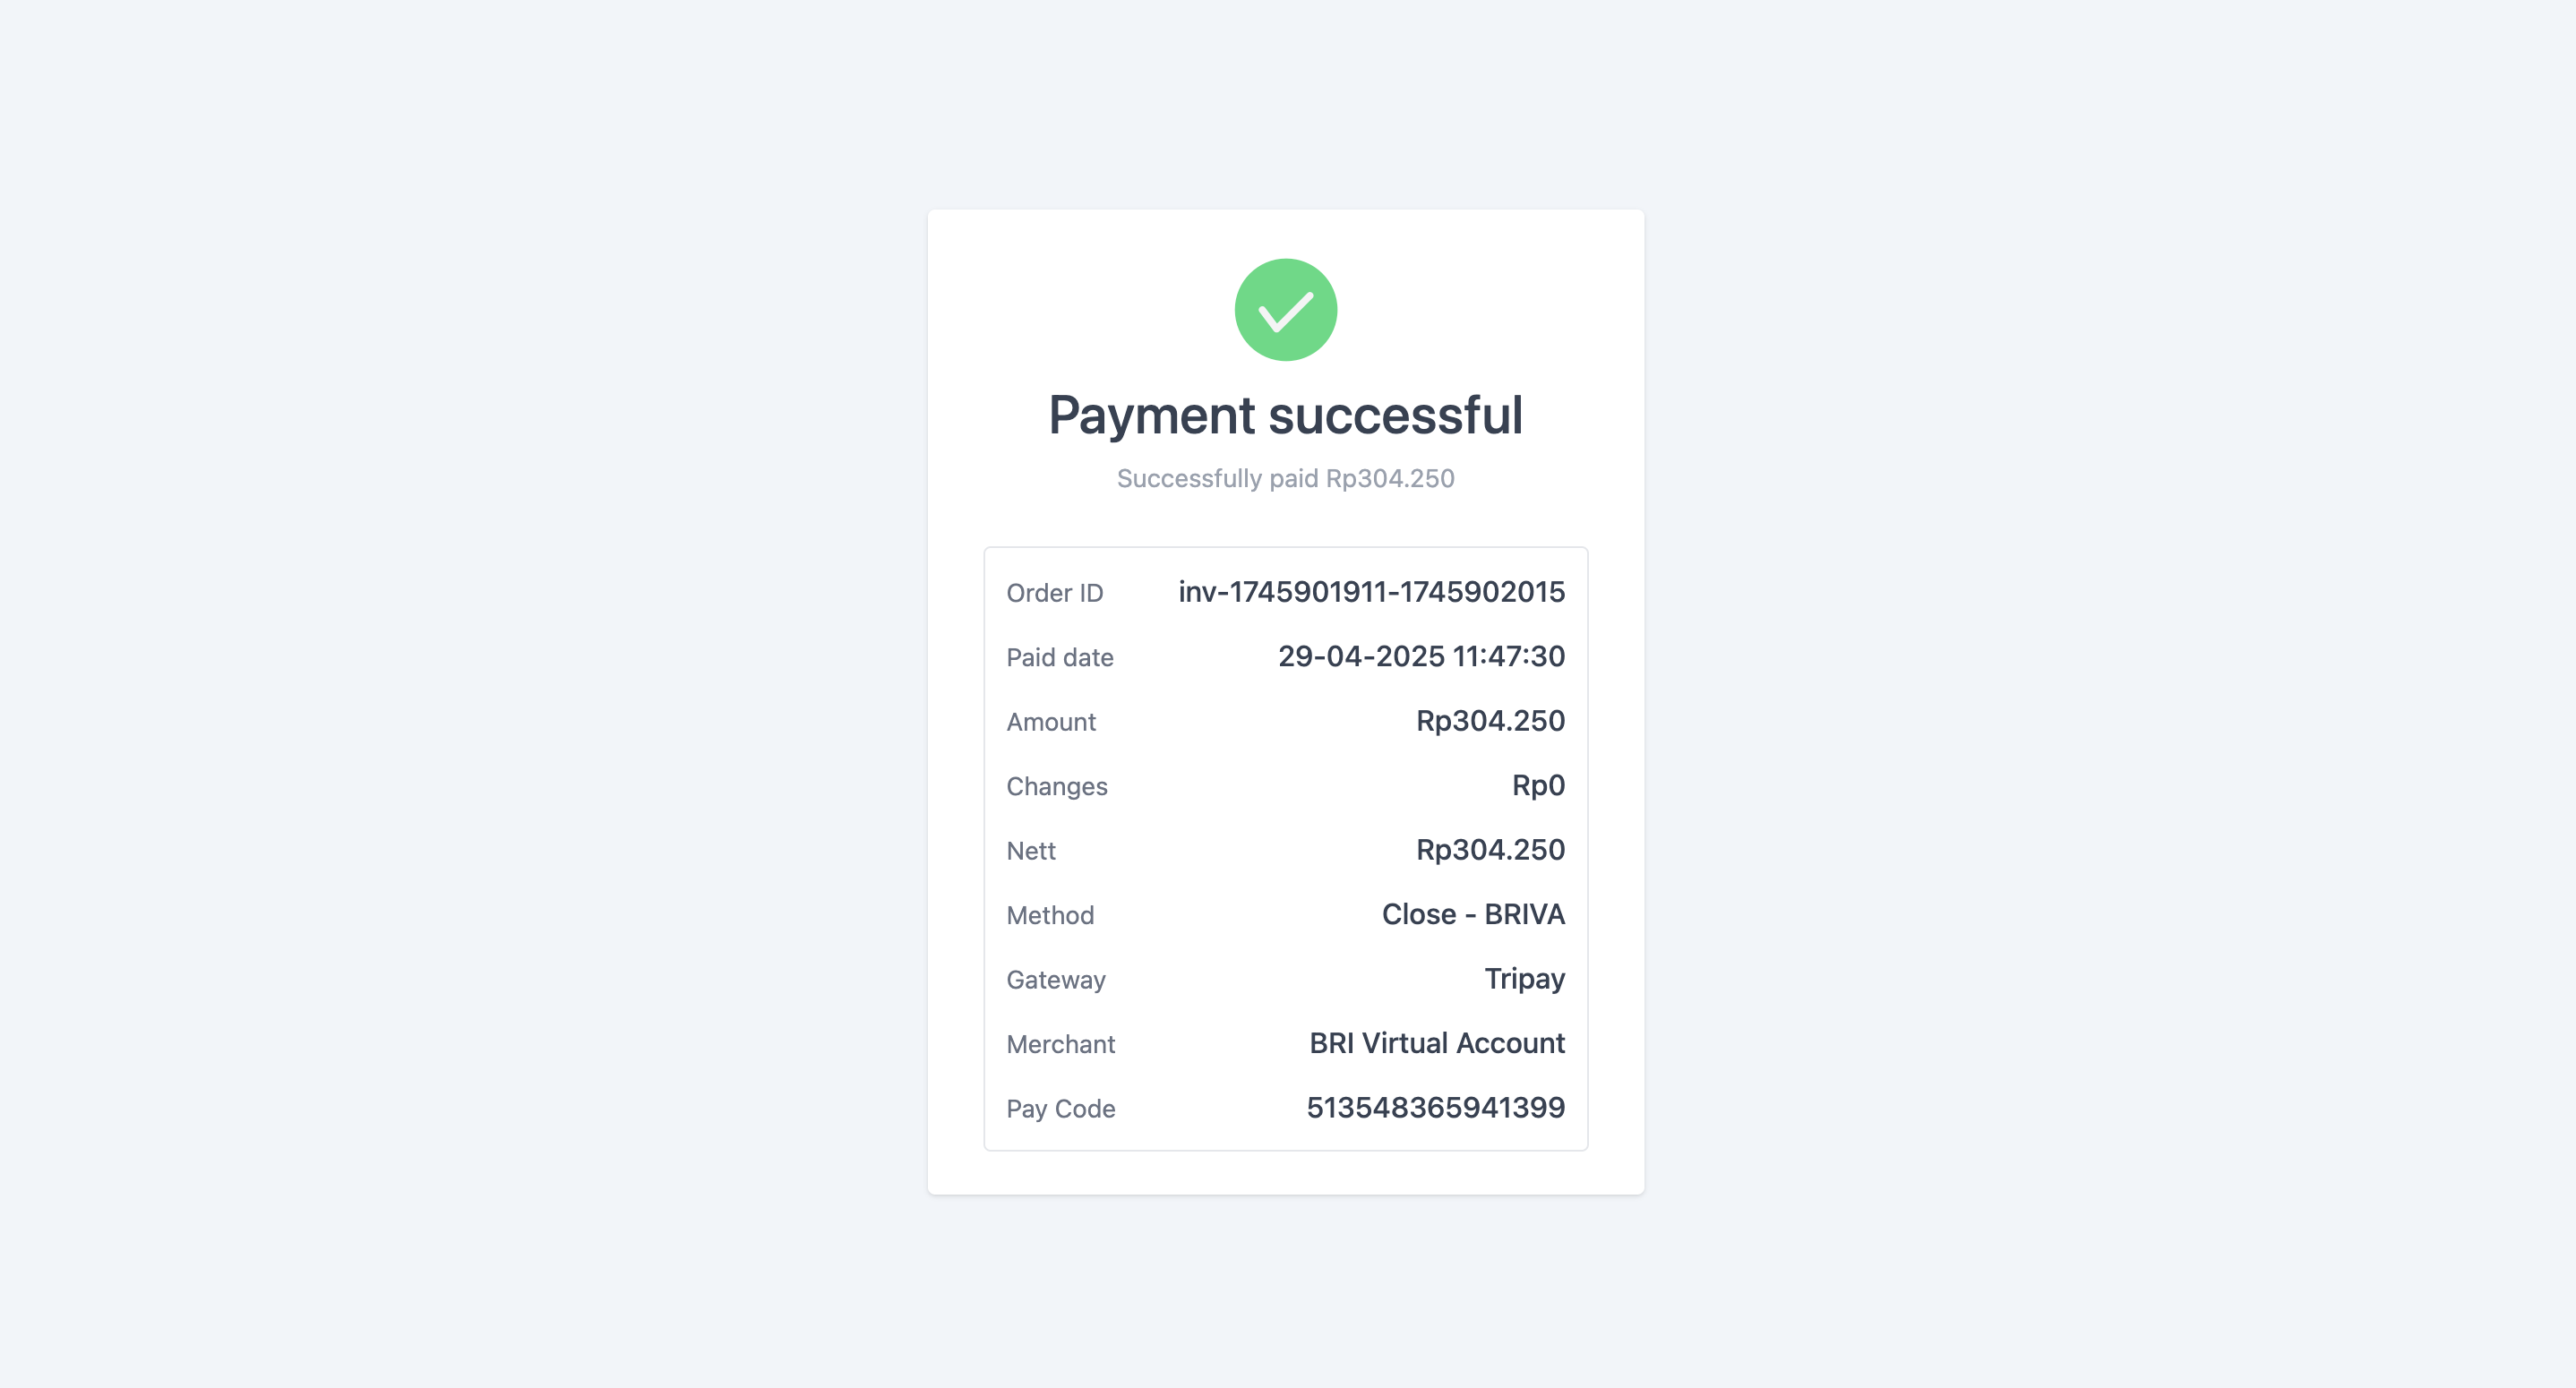 Payment successful
Successfully paid Rp304.250
Order ID inv-1745901911-1745902015
Paid date 29-04-2025 11:47:30
Amount Rp304.250
Changes Rp0
Nett Rp304.250
Method Close - BRIVA
Gateway Tripay
Merchant BRI Virtual Account
Pay Code 513548365941399